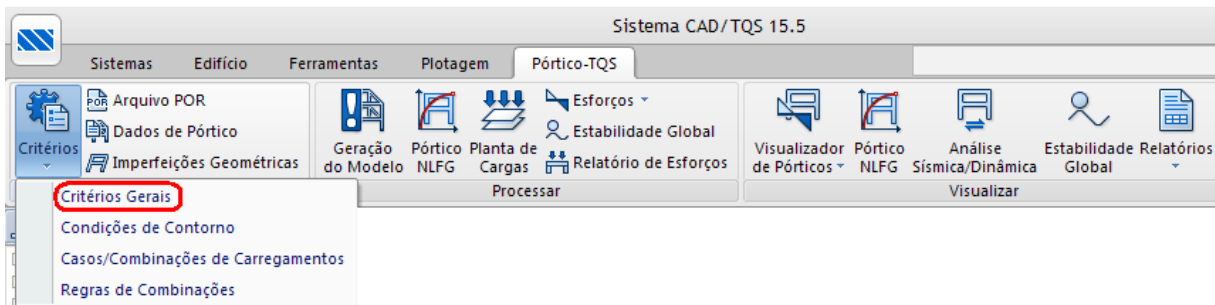 Sistema CAD/TQS 15.5
Sistemas Edifício Ferramentas Plotagem Pórtico-TQS
Critérios
POR Arquivo POR
Dados de Pórtico
Imperfeições Geométricas
Geração do Modelo
Pórtico NLFG
Planta de Cargas
Esforços
Estabilidade Global
Relatório de Esforços
Processar
Visualizador de Pórticos
Pórtico NLFG
Análise Sísmica/Dinâmica
Estabilidade Global
Relatórios
Visualizar
Critérios Gerais
Condições de Contorno
Casos/Combinações de Carregamentos
Regras de Combinações